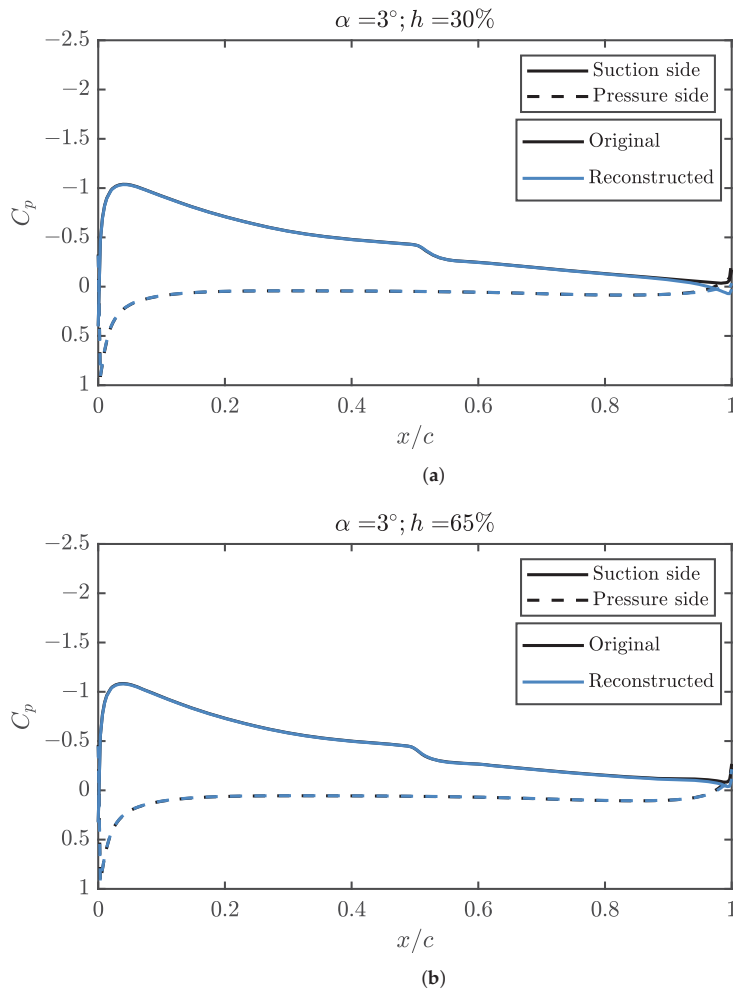 α =3°; h =30%
−2.5
−2
−1.5
−1
−0.5
0
0.5
1
C_p
Suction side
Pressure side
Original
Reconstructed
0 0.2 0.4 0.6 0.8 1
x/c
(a)
α =3°; h =65%
−2.5
−2
−1.5
−1
−0.5
0
0.5
1
C_p
Suction side
Pressure side
Original
Reconstructed
0 0.2 0.4 0.6 0.8 1
x/c
(b)